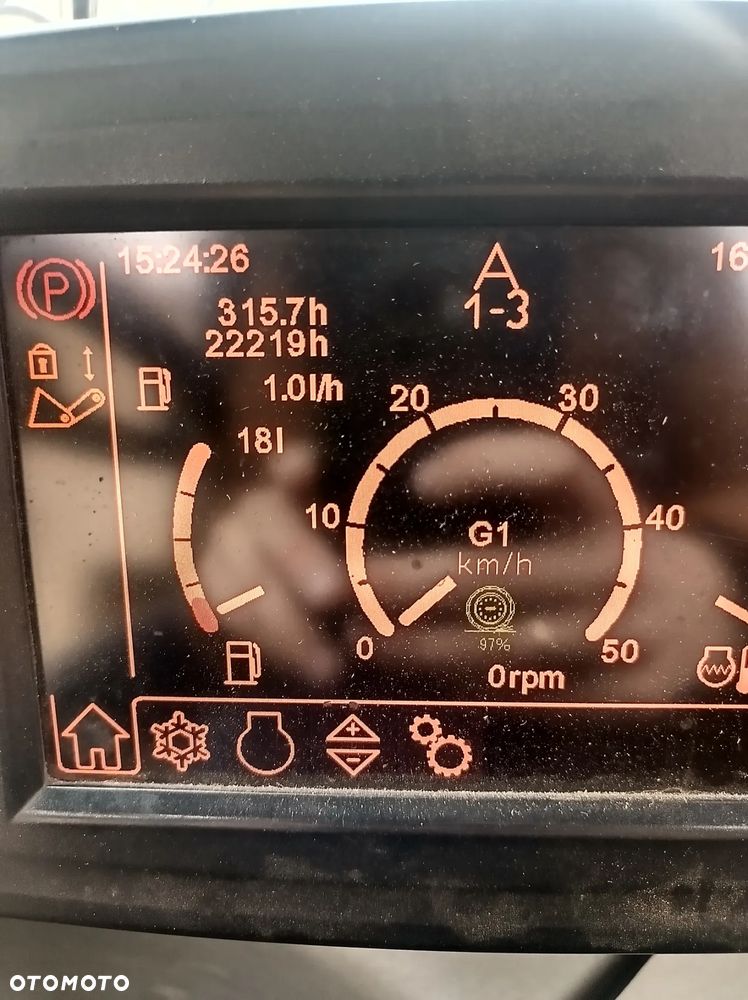 15:24:26
A
16
P
315.7h
1-3
22219h
1.0l/h
20
30
18l
10
40
G1
km/h
97%
0
50
0rpm
OTOMOTO